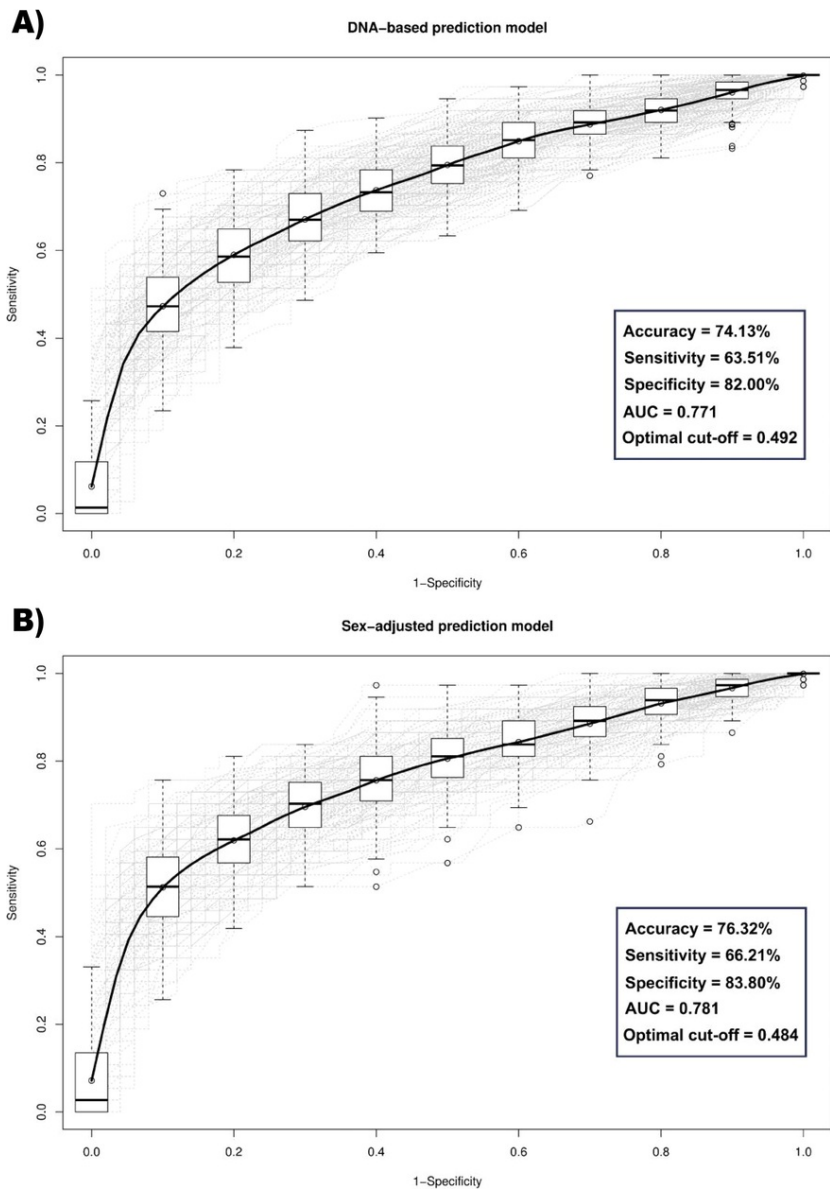 A)
DNA-based prediction model
Sensitivity
1.0
0.8
0.6
0.4
0.2
0.0
Accuracy = 74.13%
Sensitivity = 63.51%
Specificity = 82.00%
AUC = 0.771
Optimal cut-off = 0.492
0.0 0.2 0.4 0.6 0.8 1.0
1-Specificity
B)
Sex-adjusted prediction model
Sensitivity
1.0
0.8
0.6
0.4
0.2
0.0
Accuracy = 76.32%
Sensitivity = 66.21%
Specificity = 83.80%
AUC = 0.781
Optimal cut-off = 0.484
0.0 0.2 0.4 0.6 0.8 1.0
1-Specificity